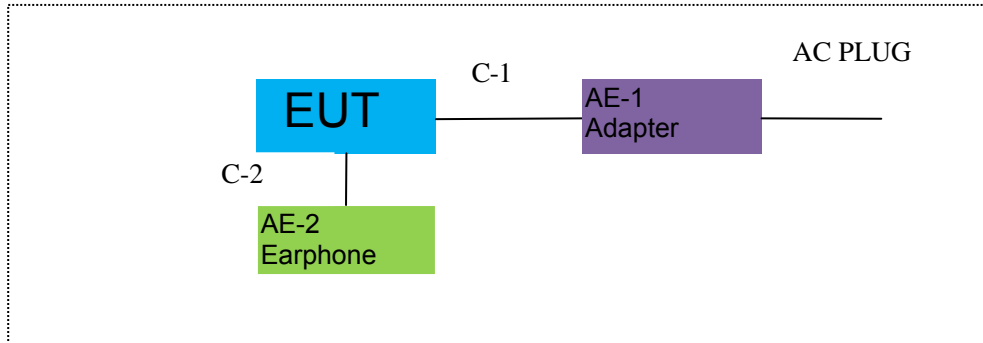 AC PLUG
C-1
EUT
AE-1
Adapter
C-2
AE-2
Earphone